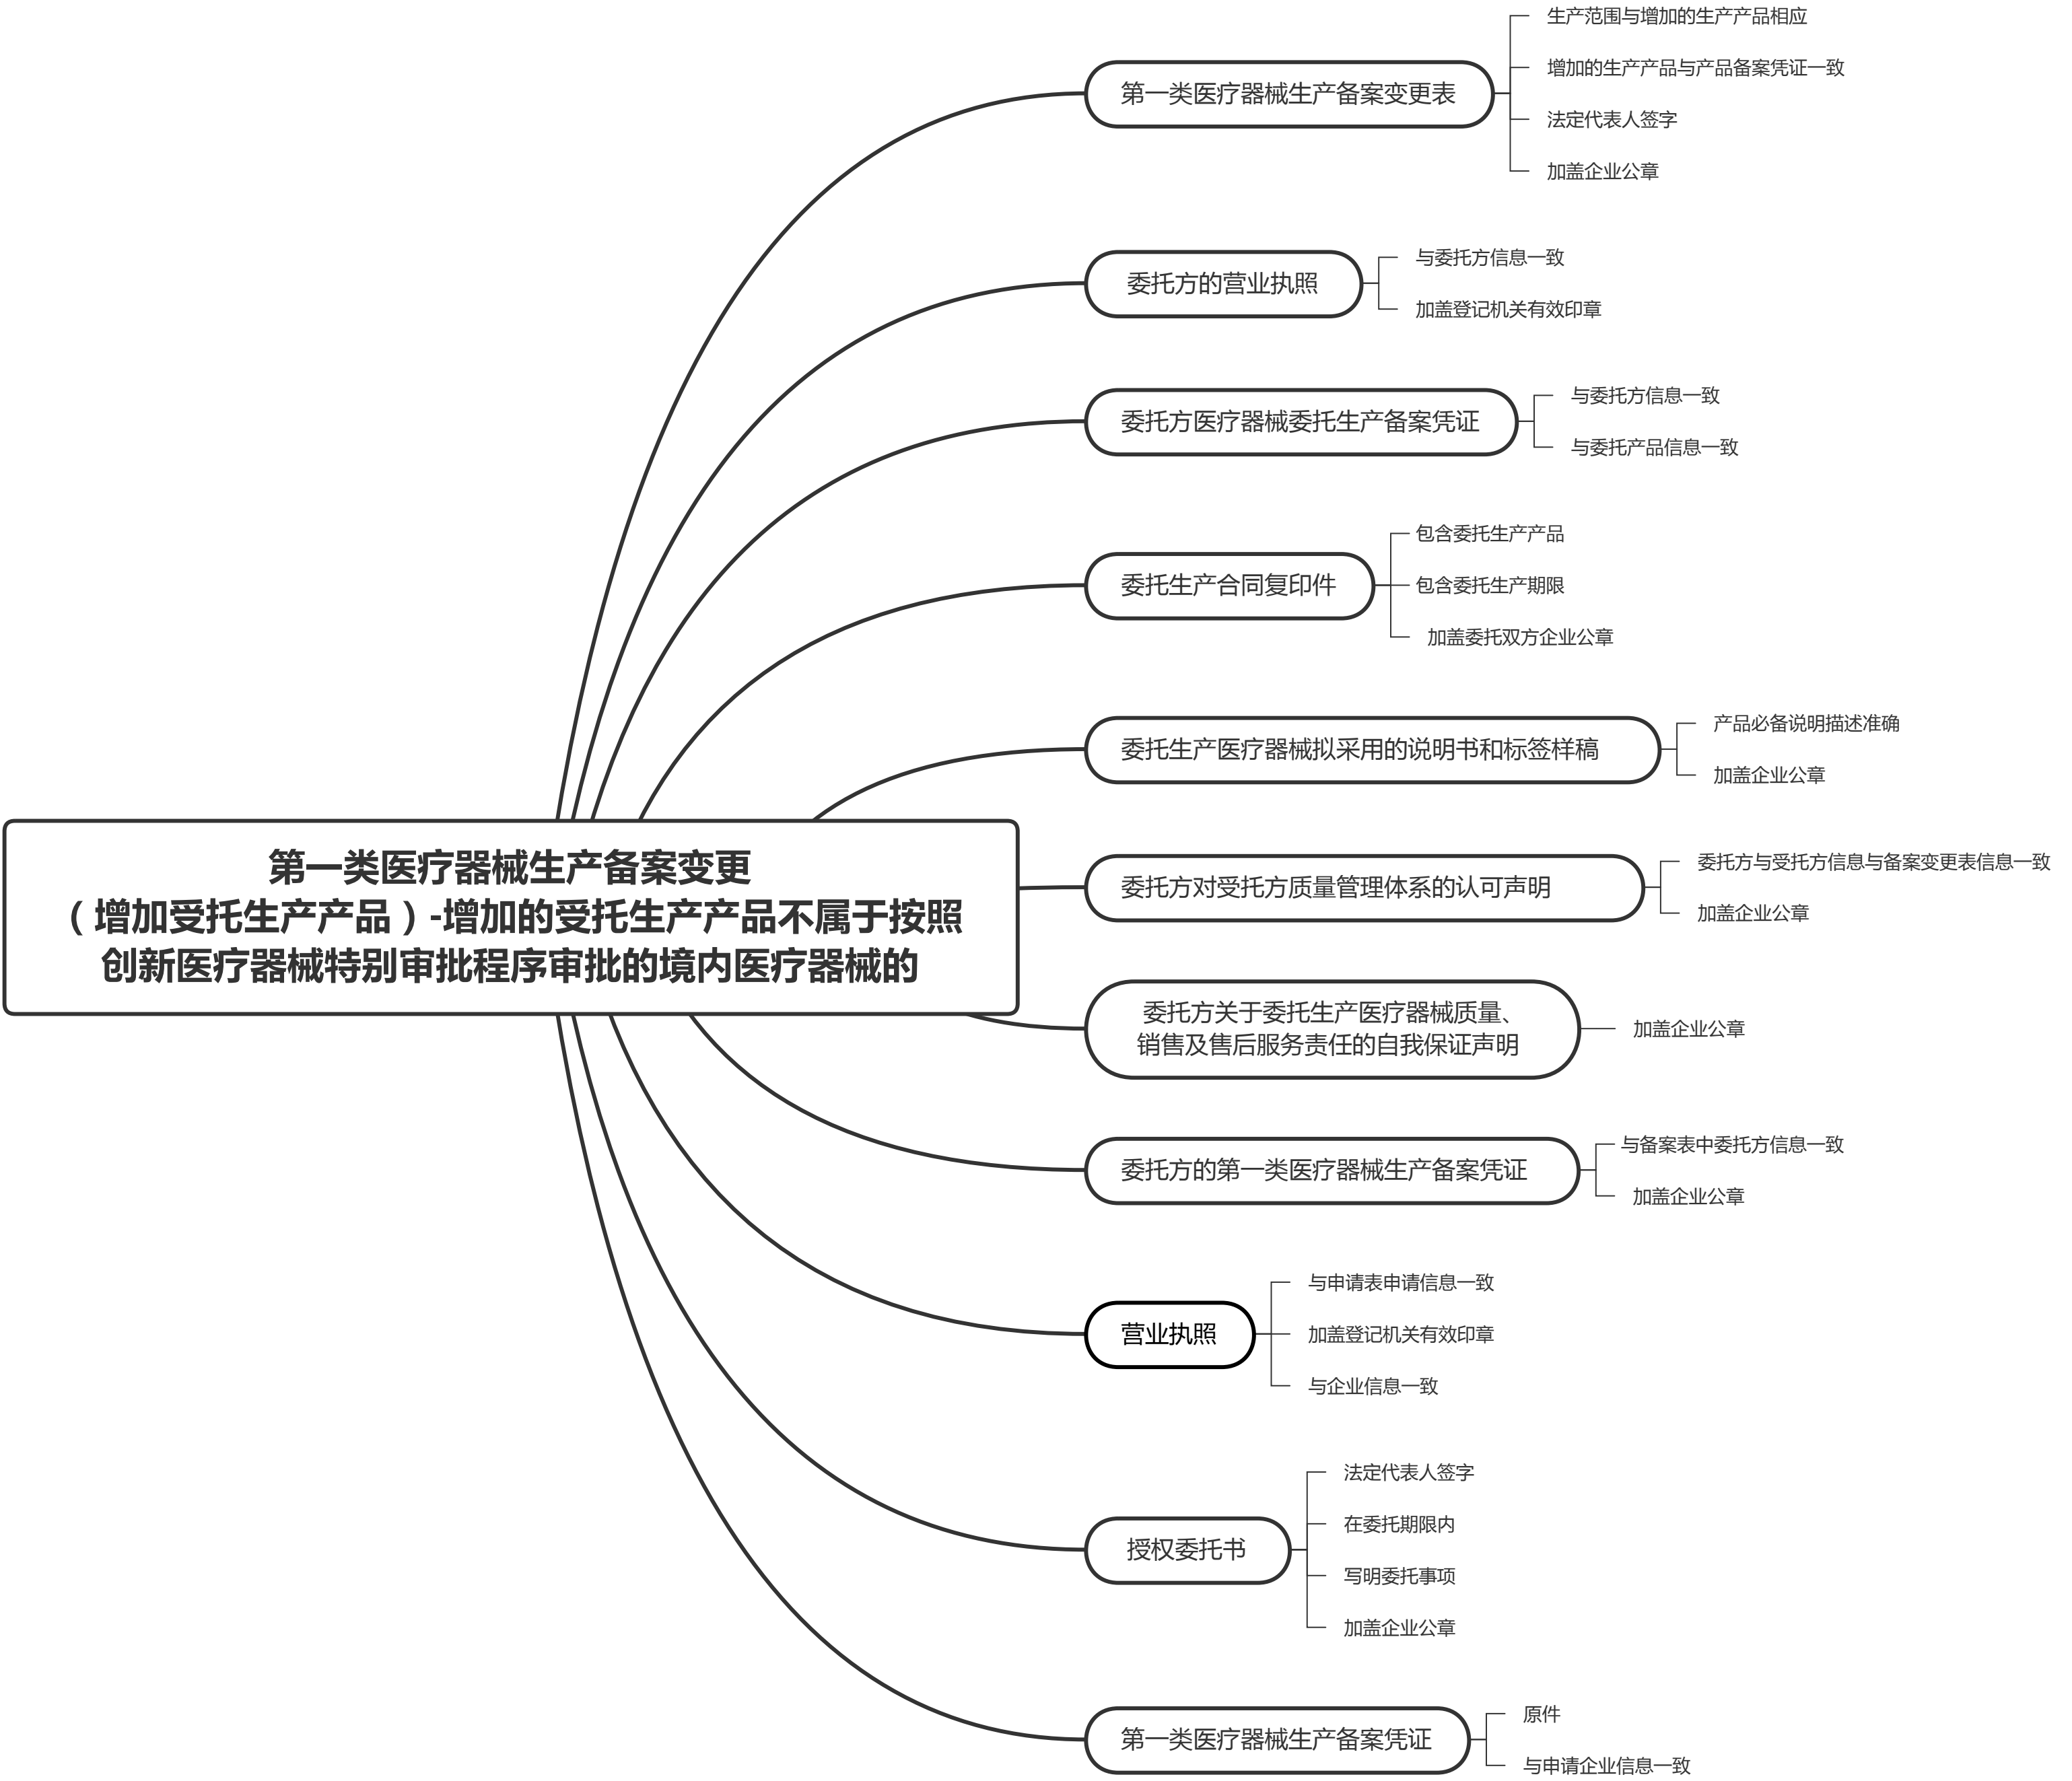 第一类医疗器械生产备案变更
（增加受托生产产品）-增加的受托生产产品不属于按照
创新医疗器械特别审批程序审批的境内医疗器械的
第一类医疗器械生产备案变更表
生产范围与增加的生产产品相应
增加的生产产品与产品备案凭证一致
法定代表人签字
加盖企业公章
委托方的营业执照
与委托方信息一致
加盖登记机关有效印章
委托方医疗器械委托生产备案凭证
与委托方信息一致
与委托产品信息一致
委托生产合同复印件
包含委托生产产品
包含委托生产期限
加盖委托双方企业公章
委托生产医疗器械拟采用的说明书和标签样稿
产品必备说明描述准确
加盖企业公章
委托方对受托方质量管理体系的认可声明
委托方与受托方信息与备案变更表信息一致
加盖企业公章
委托方关于委托生产医疗器械质量、
销售及售后服务责任的自我保证声明
加盖企业公章
委托方的第一类医疗器械生产备案凭证
与备案表中委托方信息一致
加盖企业公章
营业执照
与申请表申请信息一致
加盖登记机关有效印章
与企业信息一致
授权委托书
法定代表人签字
在委托期限内
写明委托事项
加盖企业公章
第一类医疗器械生产备案凭证
原件
与申请企业信息一致